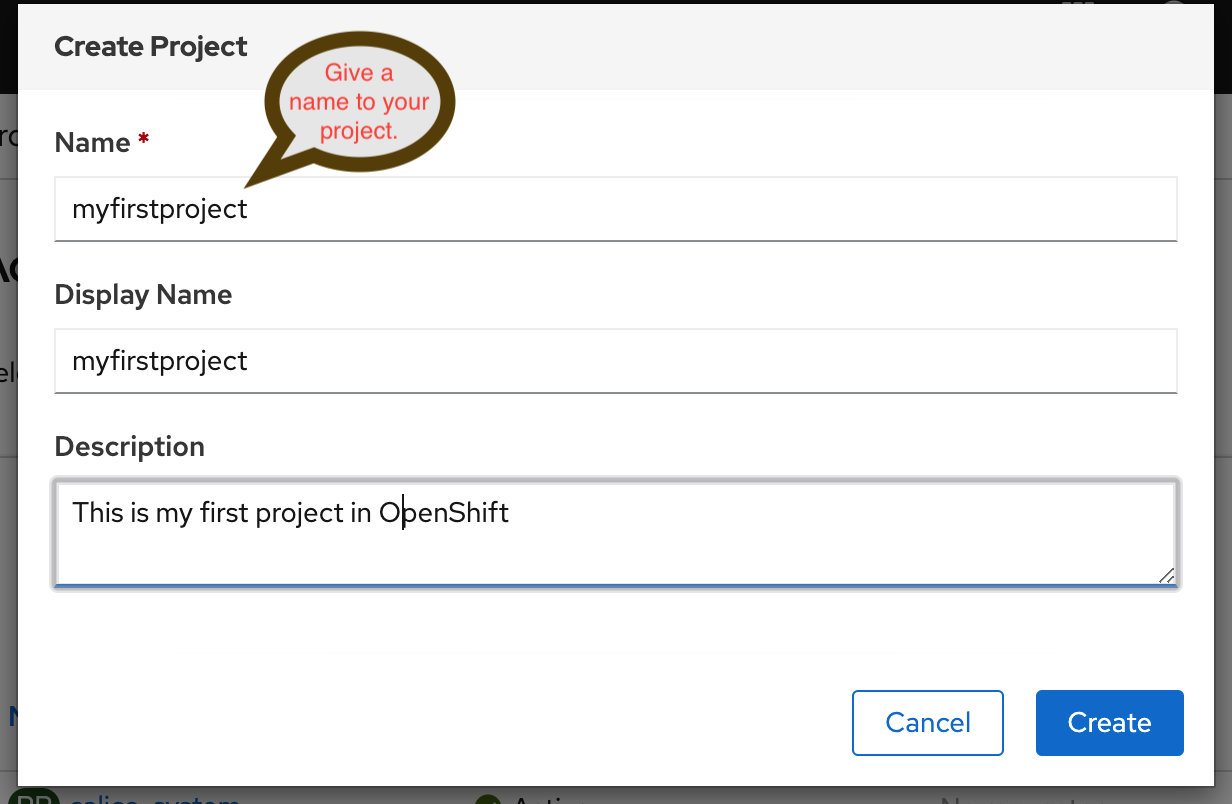 Create Project
Give a
name to your
project.
Name *
myfirstproject
Display Name
myfirstproject
Description
This is my first project in OpenShift
Cancel
Create